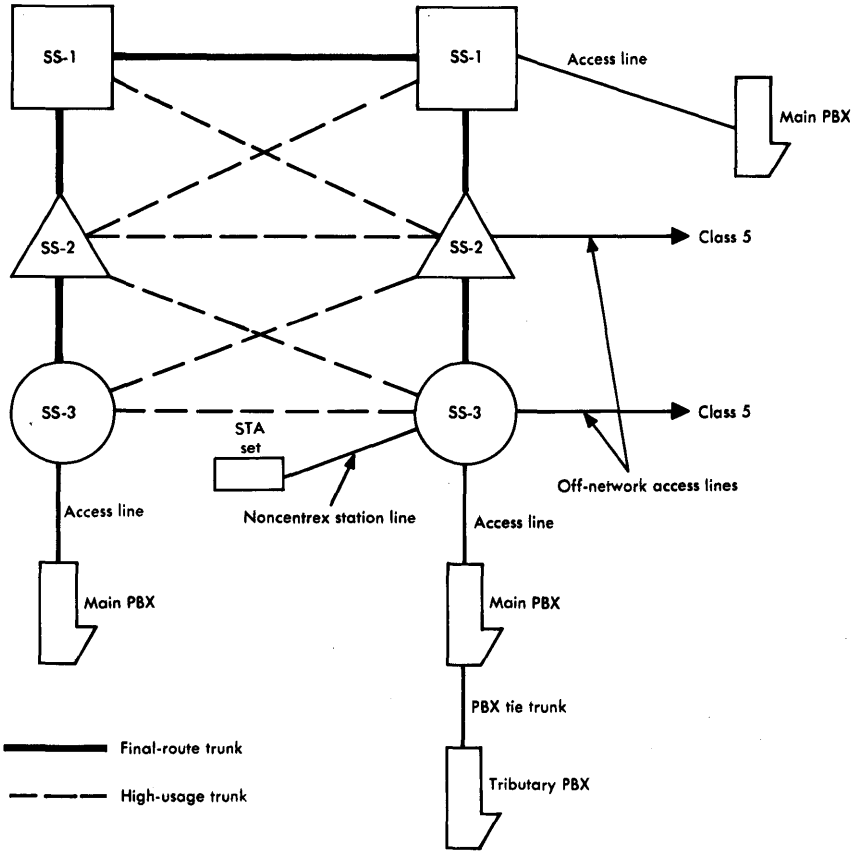 SS-1
SS-1
Access line
Main PBX
SS-2
SS-2
Class 5
SS-3
SS-3
Class 5
STA
set
Off-network access lines
Noncentrex station line
Access line
Access line
Main PBX
Main PBX
PBX tie trunk
Final-route trunk
Tributary PBX
High-usage trunk